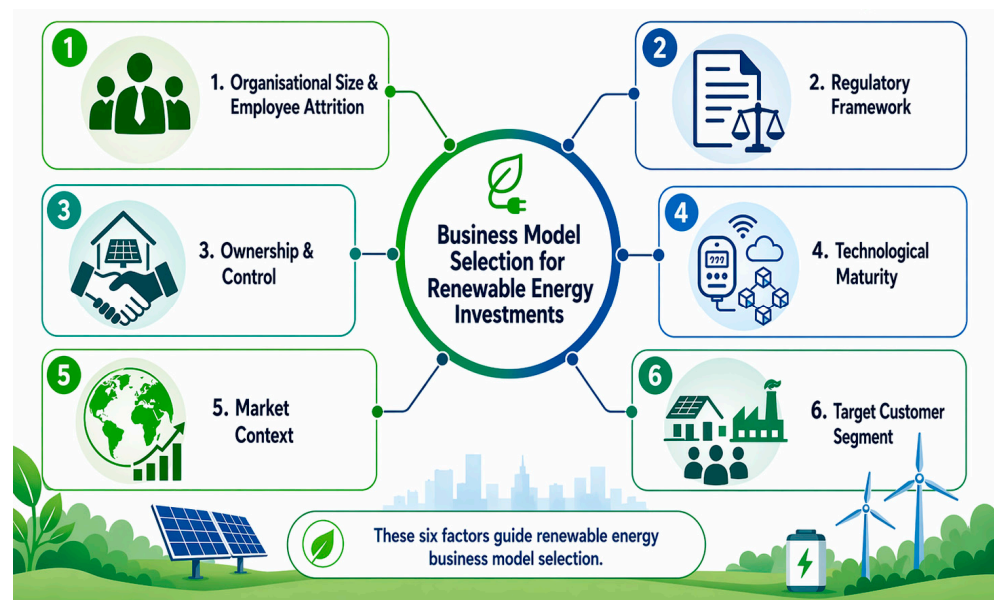 1
1. Organisational Size &
Employee Attrition
2
2. Regulatory
Framework
3
3. Ownership &
Control
4
???
4. Technological
Maturity
Business Model
Selection for
Renewable Energy
Investments
5
5. Market
Context
6
6. Target Customer
Segment
These six factors guide renewable energy
business model selection.